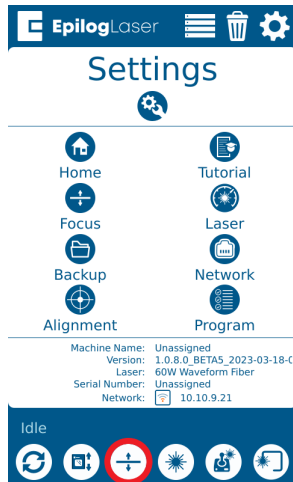 EpilogLaser
Settings
Home Tutorial
Focus Laser
Backup Network
Alignment Program
Machine Name: Unassigned
Version: 1.0.8.0_BETA5_2023-03-18-0
Laser: 60W Waveform Fiber
Serial Number: Unassigned
Network: 10.10.9.21
Idle